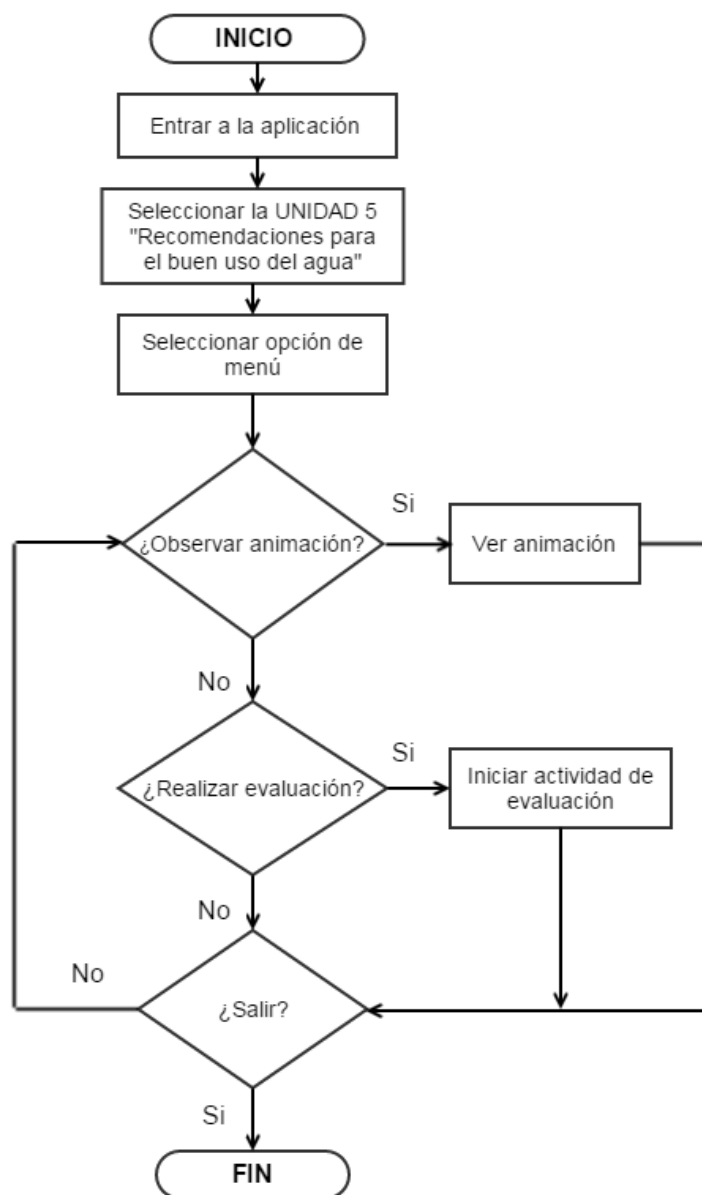 INICIO
Entrar a la aplicación
Seleccionar la UNIDAD 5
"Recomendaciones para
el buen uso del agua"
Seleccionar opción de
menú
¿Observar animación?
Si
Ver animación
No
¿Realizar evaluación?
Si
Iniciar actividad de
evaluación
No
¿Salir?
No
Si
FIN